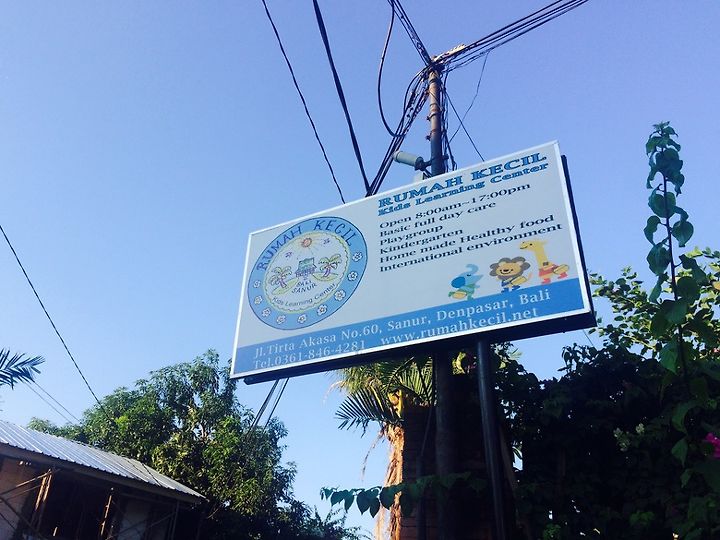 RUMAH KECIL
BALI
SANUR
Kids Learning Center
RUMAH KECIL
Kids Learning Center
Open 8:00am~17:00pm
Basic full day care
Playgroup
Kindergarten
Home made Healthy food
International environment
Jl.Tirta Akasa No.60, Sanur, Denpasar, Bali
Tel.0361-846-4281 www.rumahkecil.net